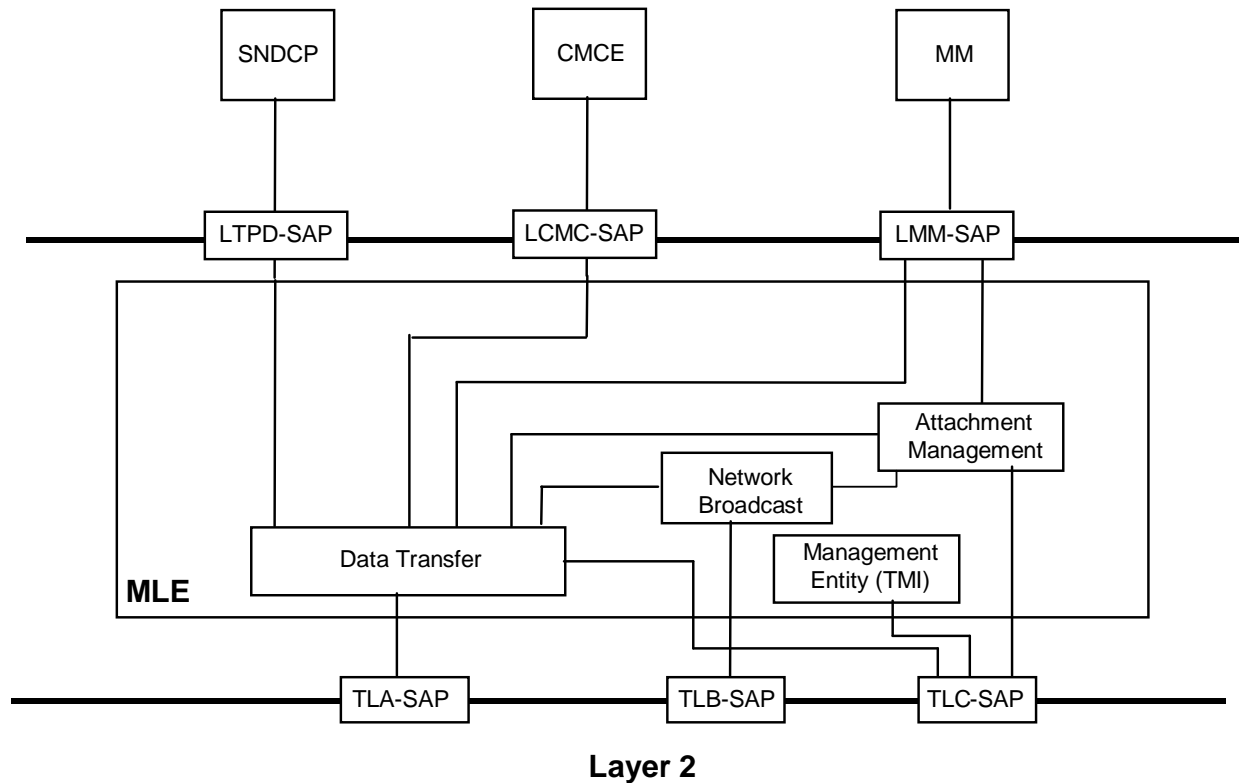 SNDCP
CMCE
MM
LTPD-SAP
LCMC-SAP
LMM-SAP
Attachment
Management
Network
Broadcast
Data Transfer
Management
Entity (TMI)
MLE
TLA-SAP
TLB-SAP
TLC-SAP
Layer 2